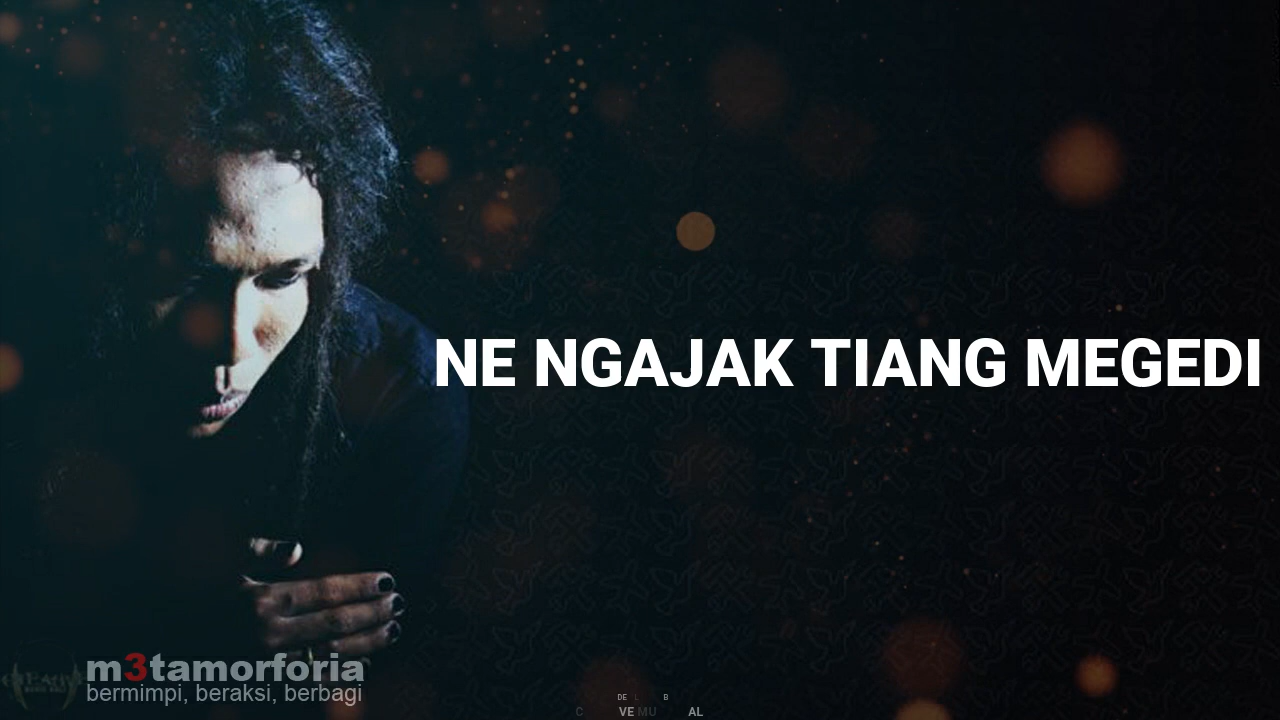 NE NGAJAK TIANG MEGEDI
m3tamorforia
bermimpi, beraksi, berbagi